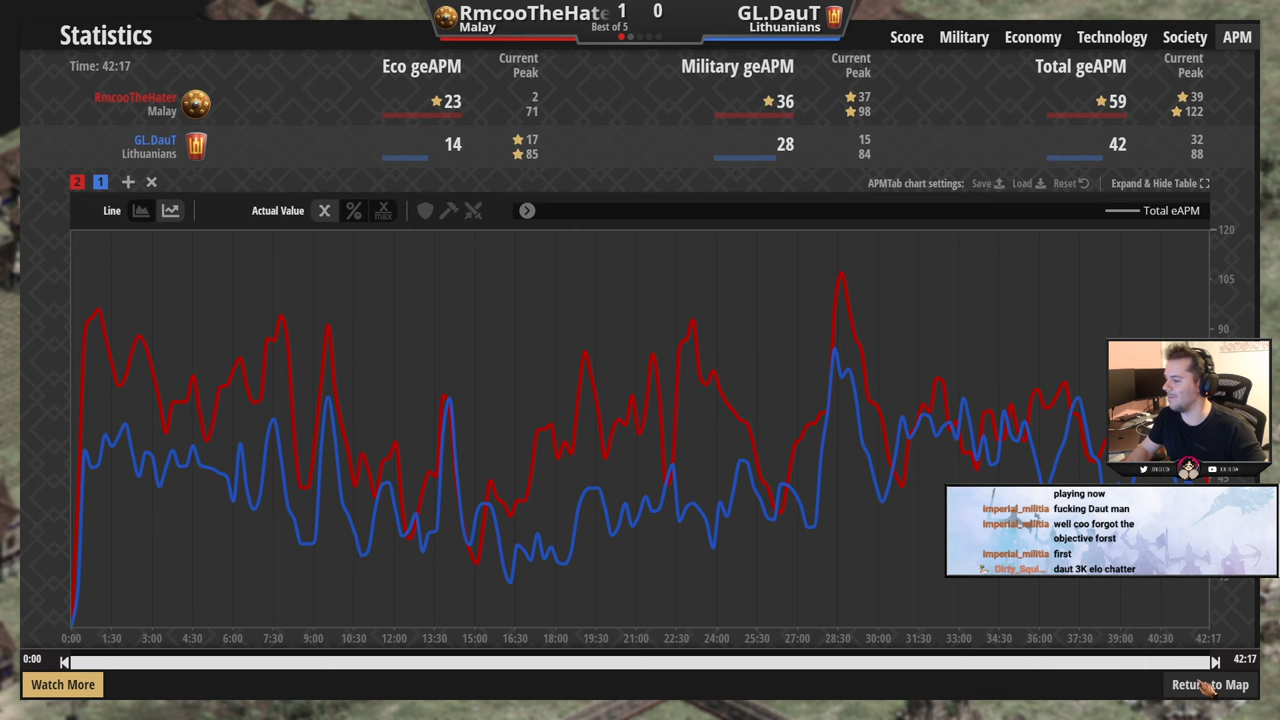 RmcooTheHate
Malay
1
0
Best of 5
GL.DauT
Lithuanians
Statistics
Score
Military
Economy
Technology
Society
APM
Time: 42:17
Eco geAPM
Current
Peak
Military geAPM
Current
Peak
Total geAPM
Current
Peak
RmcooTheHater
Malay
23
2
71
36
37
98
59
39
122
GL.DauT
Lithuanians
14
17
85
28
15
84
42
32
88
2
1
APMTab chart settings:
Save
Load
Reset
Expand & Hide Table
Line
Actual Value
X
%
X
max
Total eAPM
120
105
90
playing now
Imperial_militia fucking Daut man
Imperial_militia well coo forgot the
objective forst
Imperial_militia first
Dirty_Squi... daut 3K elo chatter
0:00 1:30 3:00 4:30 6:00 7:30 9:00 10:30 12:00 13:30 15:00 16:30 18:00 19:30 21:00 22:30 24:00 25:30 27:00 28:30 30:00 31:30 33:00 34:30 36:00 37:30 39:00 40:30 42:17
0:00
42:17
Watch More
Return to Map